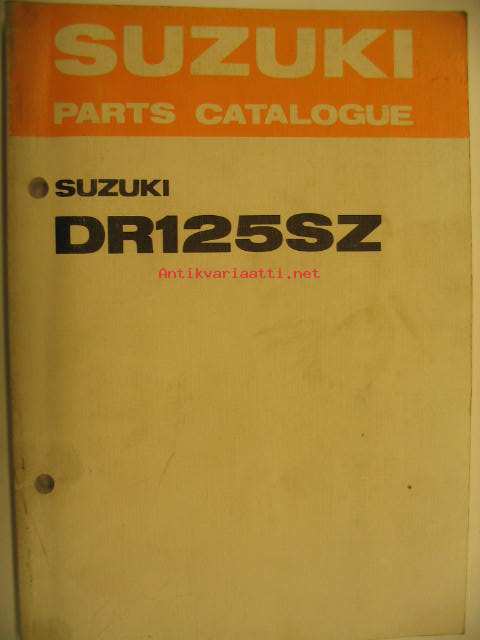 SUZUKI
PARTS CATALOGUE
SUZUKI
DR125SZ
Antikvariaatti.net